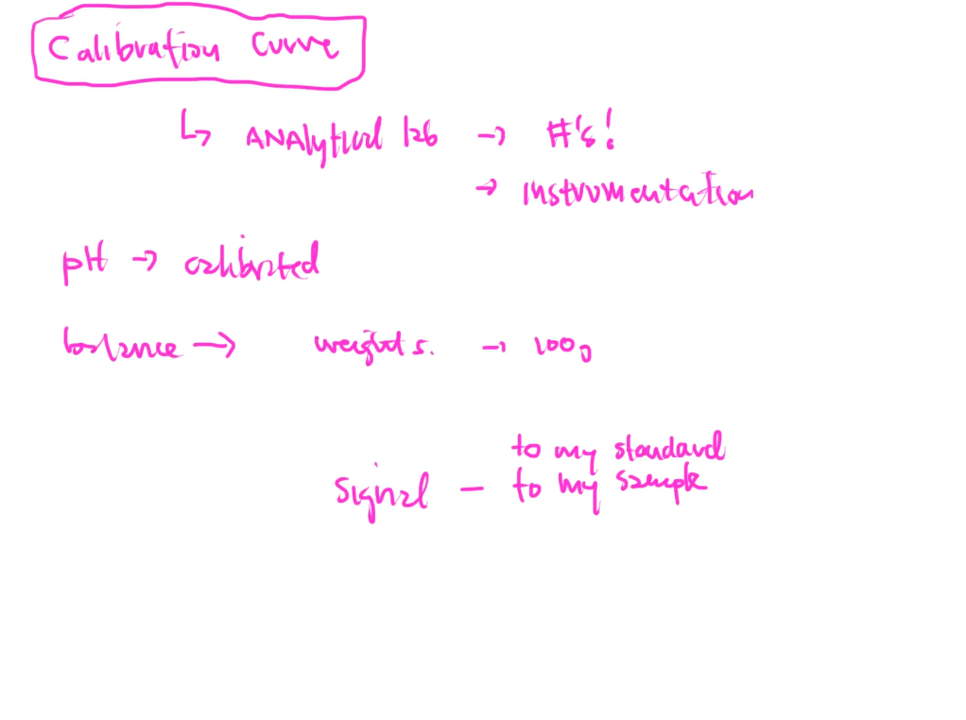 Calibration Curve
↳ ANAlytical lab → #'s!
→ instrumentation
pH → calibrated
balance → weights. → 100g
to my standard
Signal – to my sample